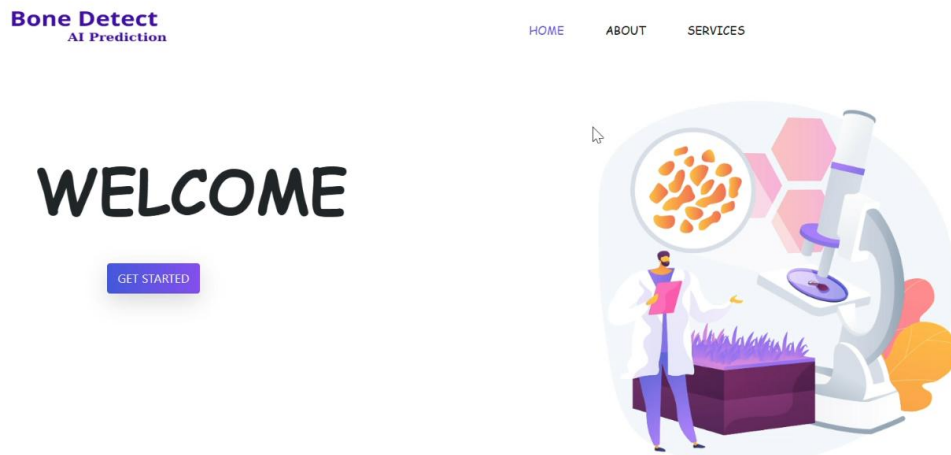 Bone Detect
AI Prediction
HOME ABOUT SERVICES
WELCOME
GET STARTED